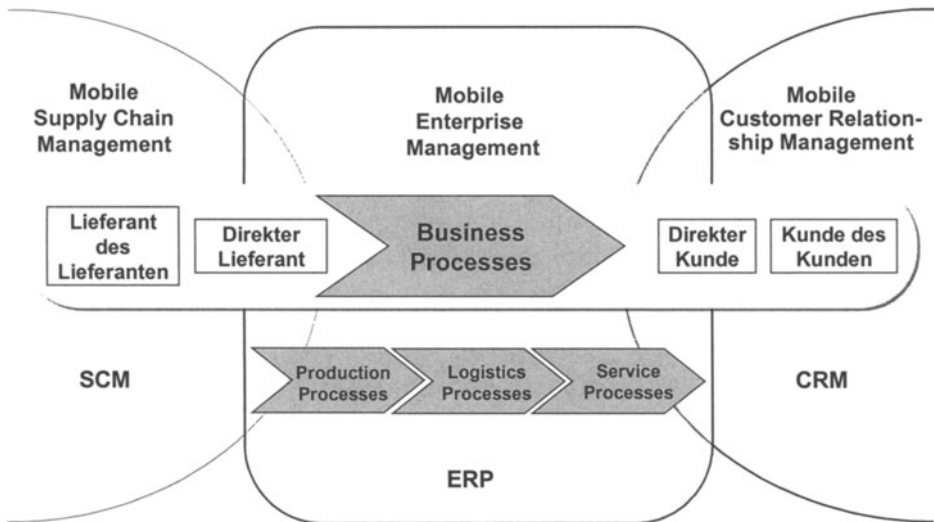 Mobile
Supply Chain
Management
Mobile
Enterprise
Management
Mobile
Customer Relation-
ship Management
Lieferant
des
Lieferanten
Direkter
Lieferant
Business
Processes
Direkter
Kunde
Kunde des
Kunden
SCM
Production
Processes
Logistics
Processes
Service
Processes
CRM
ERP